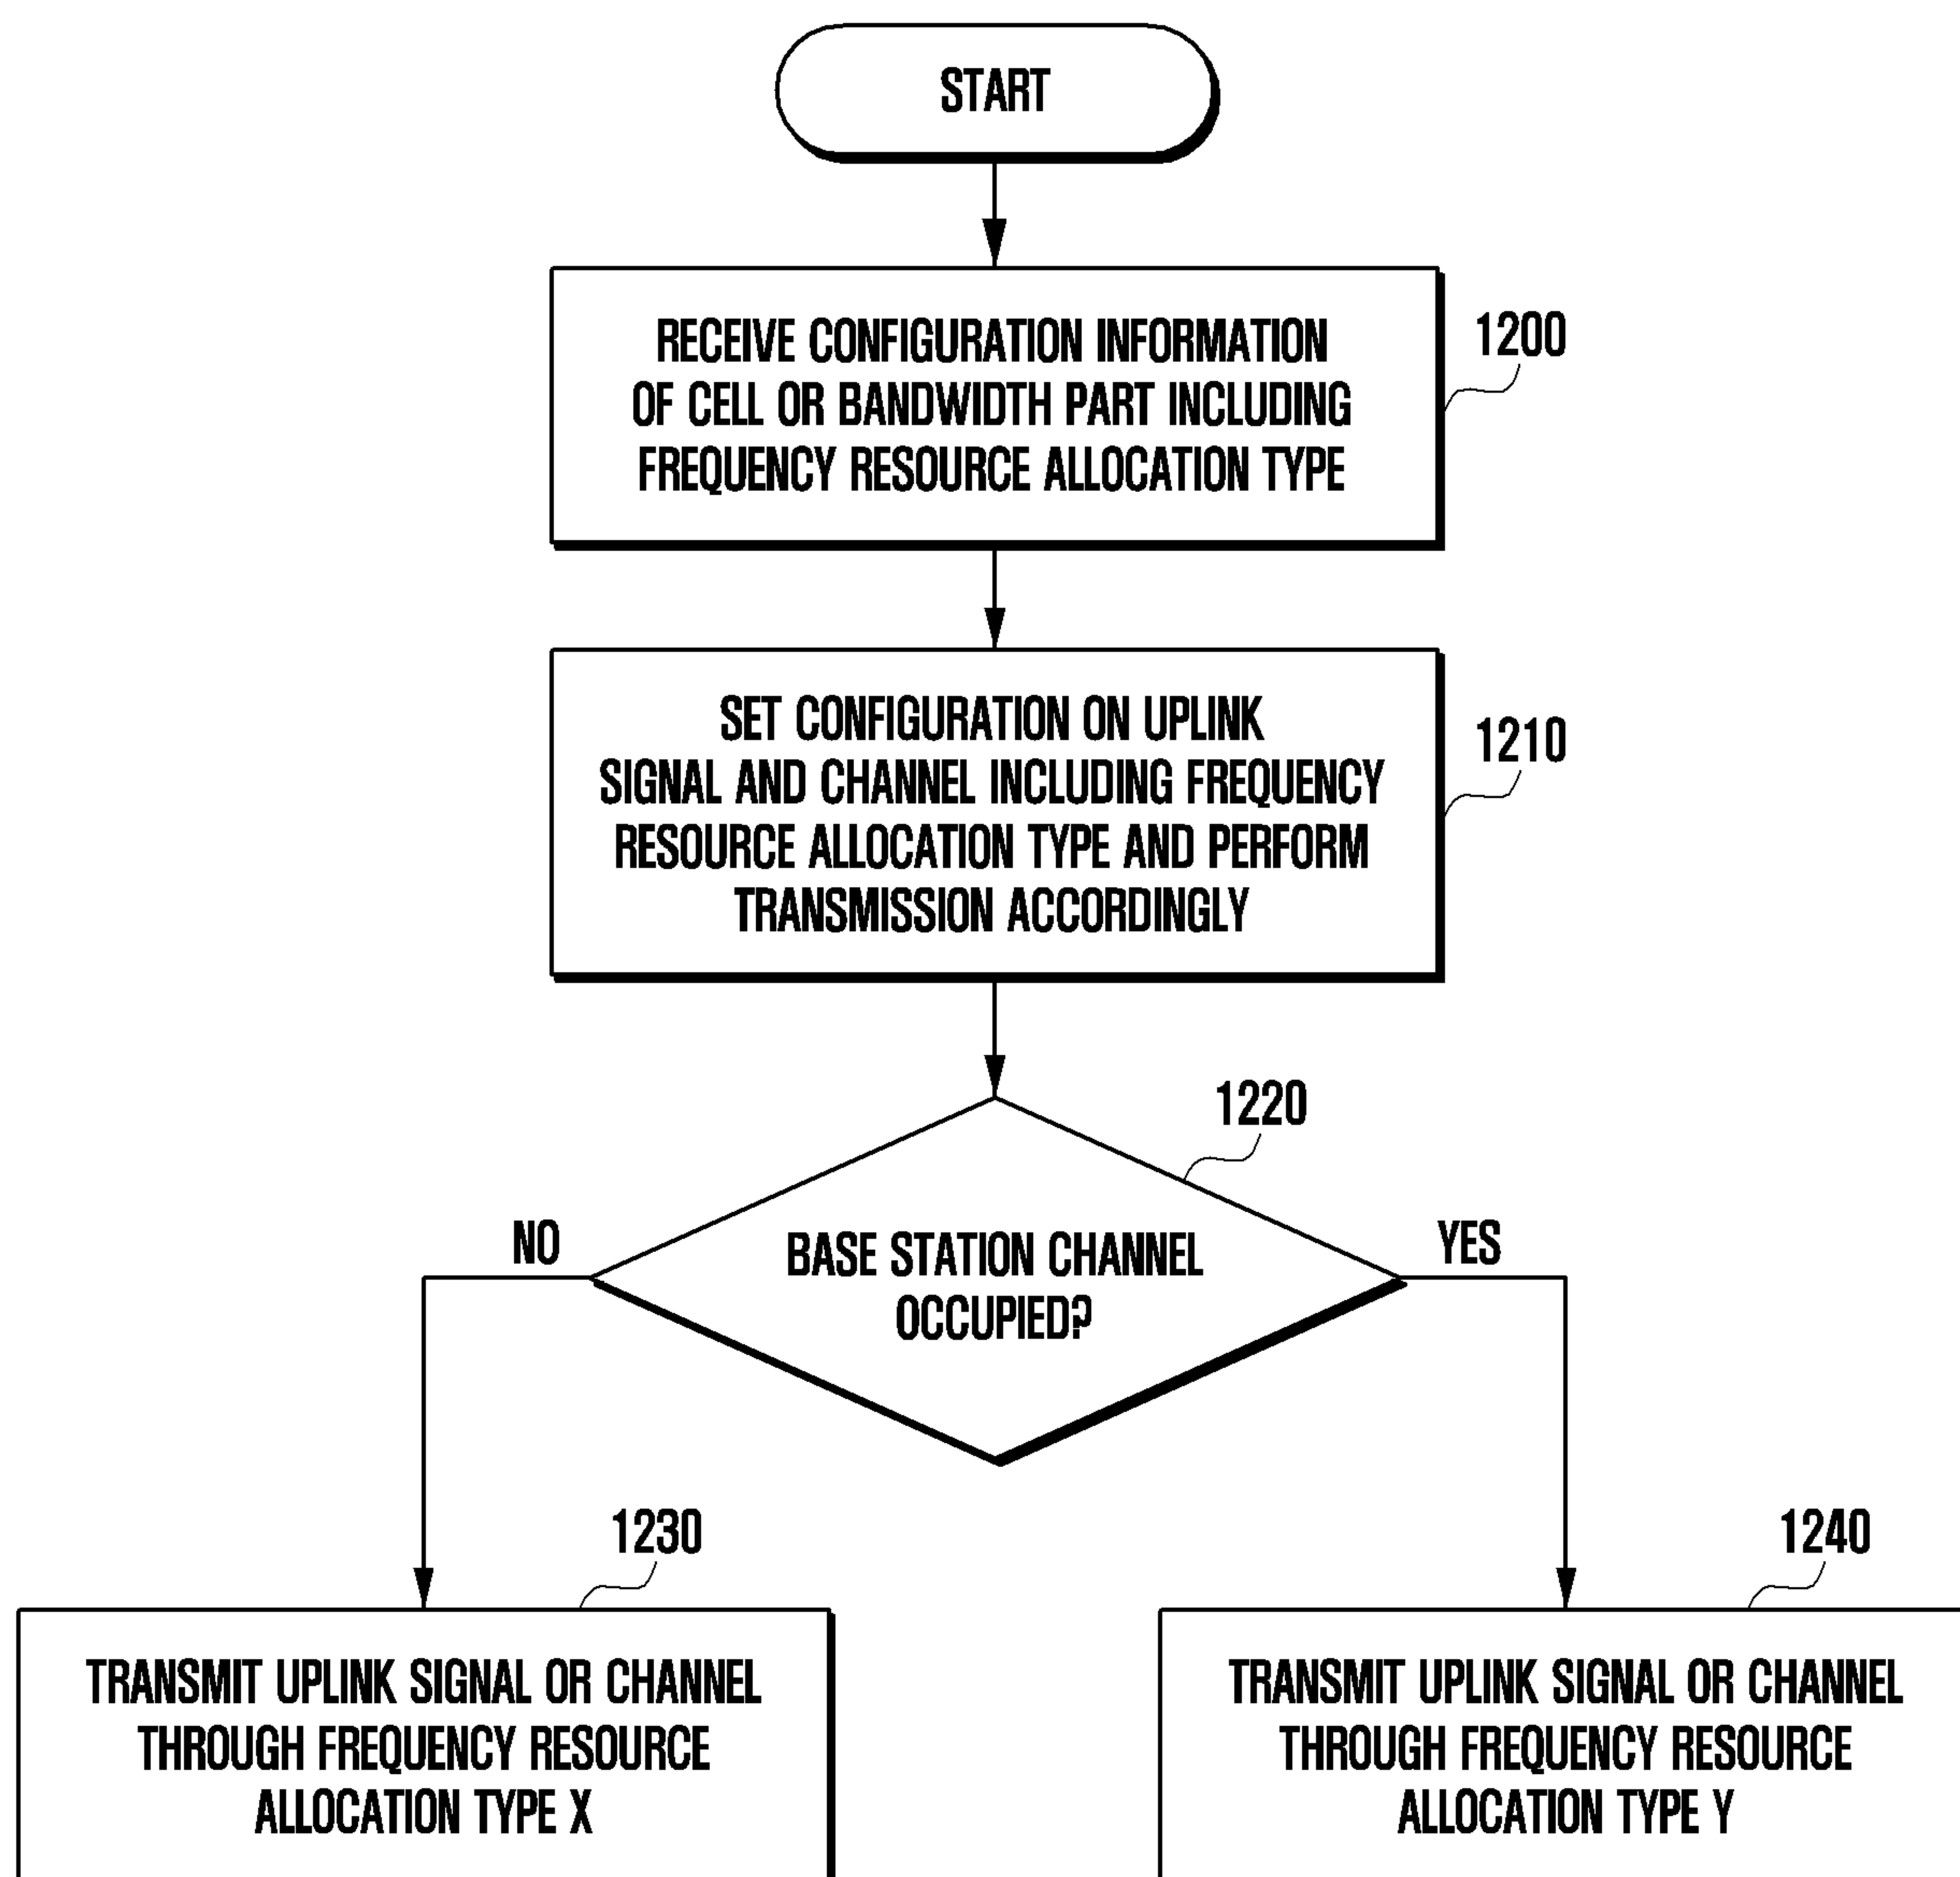 START
RECEIVE CONFIGURATION INFORMATION
OF CELL OR BANDWIDTH PART INCLUDING
FREQUENCY RESOURCE ALLOCATION TYPE
1200
SET CONFIGURATION ON UPLINK
SIGNAL AND CHANNEL INCLUDING FREQUENCY
RESOURCE ALLOCATION TYPE AND PERFORM
TRANSMISSION ACCORDINGLY
1210
1220
NO
BASE STATION CHANNEL
OCCUPIED?
YES
1230
TRANSMIT UPLINK SIGNAL OR CHANNEL
THROUGH FREQUENCY RESOURCE
ALLOCATION TYPE X
1240
TRANSMIT UPLINK SIGNAL OR CHANNEL
THROUGH FREQUENCY RESOURCE
ALLOCATION TYPE Y